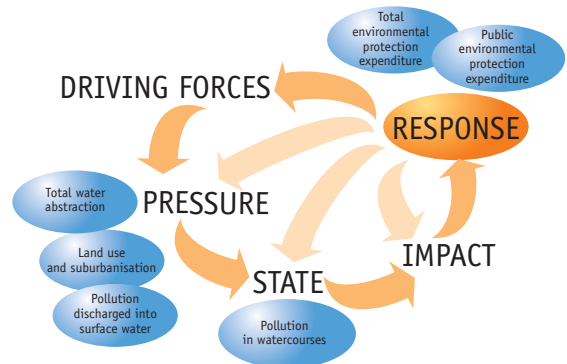 Total
environmental
protection
expenditure
Public
environmental
protection
expenditure
DRIVING FORCES
RESPONSE
Total water
abstraction
PRESSURE
Land use
and suburbanisation
Pollution
discharged into
surface water
STATE
IMPACT
Pollution
in watercourses